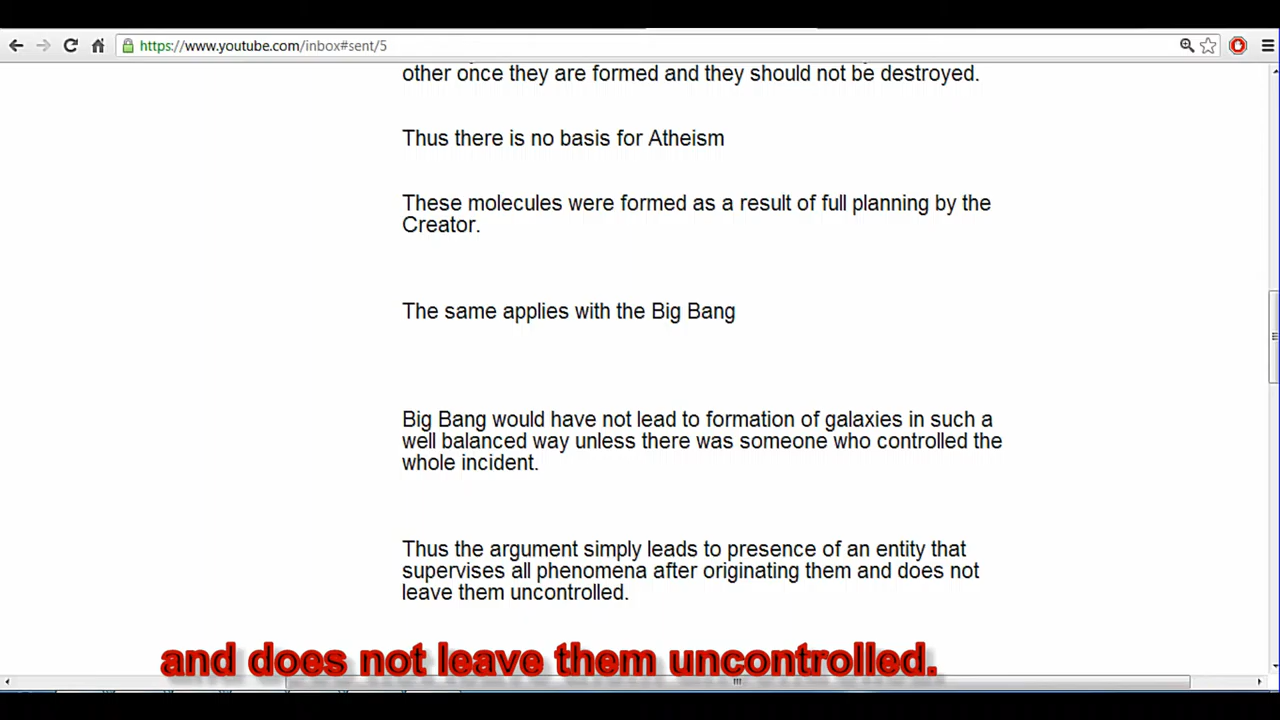 https://www.youtube.com/inbox#sent/5
other once they are formed and they should not be destroyed.
Thus there is no basis for Atheism
These molecules were formed as a result of full planning by the
Creator.
The same applies with the Big Bang
Big Bang would have not lead to formation of galaxies in such a
well balanced way unless there was someone who controlled the
whole incident.
Thus the argument simply leads to presence of an entity that
supervises all phenomena after originating them and does not
leave them uncontrolled.
and does not leave them uncontrolled.